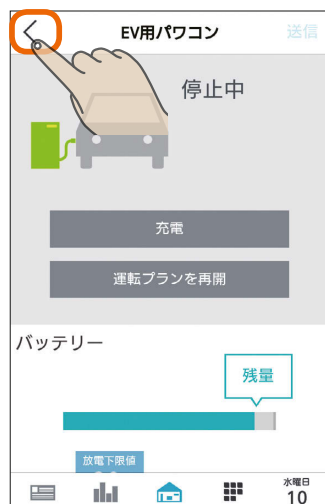 EV用パワコン
送信
停止中
充電
運転プランを再開
バッテリー
残量
放電下限値
水曜日
10